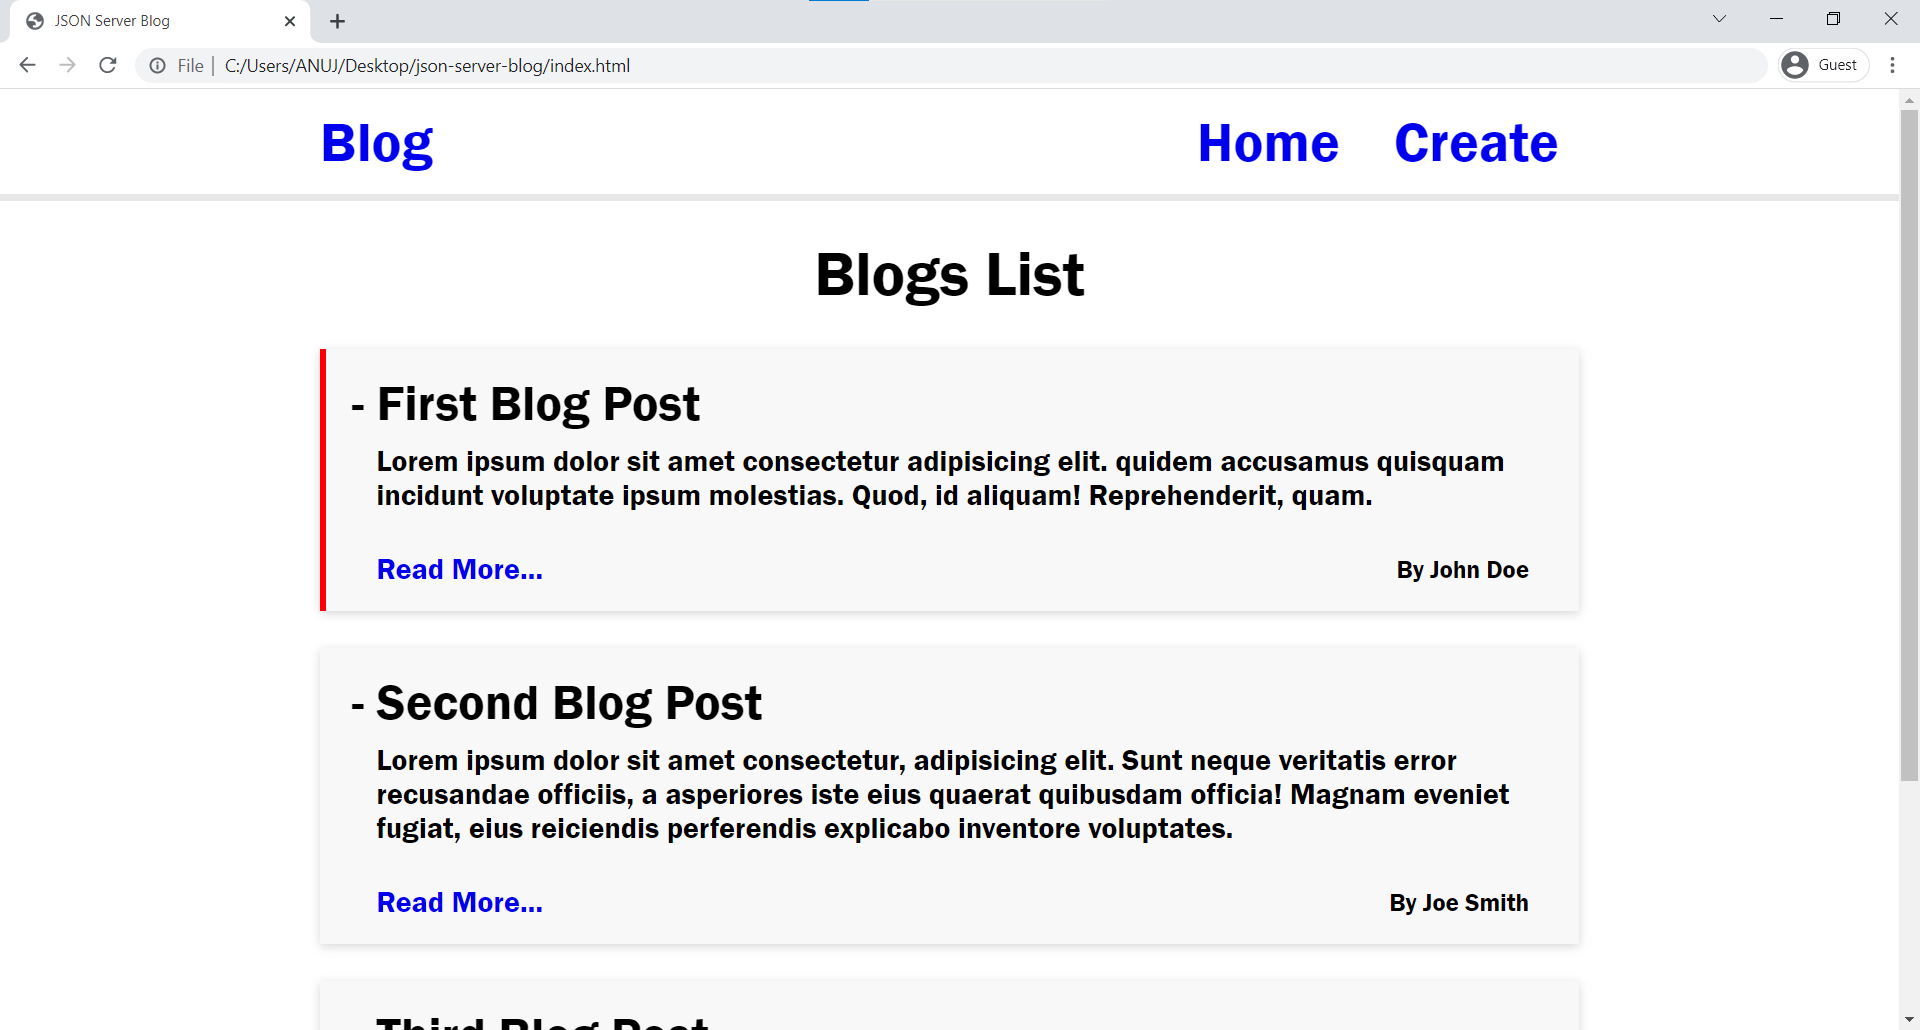 JSON Server Blog
File | C:/Users/ANUJ/Desktop/json-server-blog/index.html
Guest
Blog Home Create
Blogs List
- First Blog Post
Lorem ipsum dolor sit amet consectetur adipisicing elit. quidem accusamus quisquam
incidunt voluptate ipsum molestias. Quod, id aliquam! Reprehenderit, quam.
Read More... By John Doe
- Second Blog Post
Lorem ipsum dolor sit amet consectetur, adipisicing elit. Sunt neque veritatis error
recusandae officiis, a asperiores iste eius quaerat quibusdam officia! Magnam eveniet
fugiat, eius reiciendis perferendis explicabo inventore voluptates.
Read More... By Joe Smith
Third Blog Post